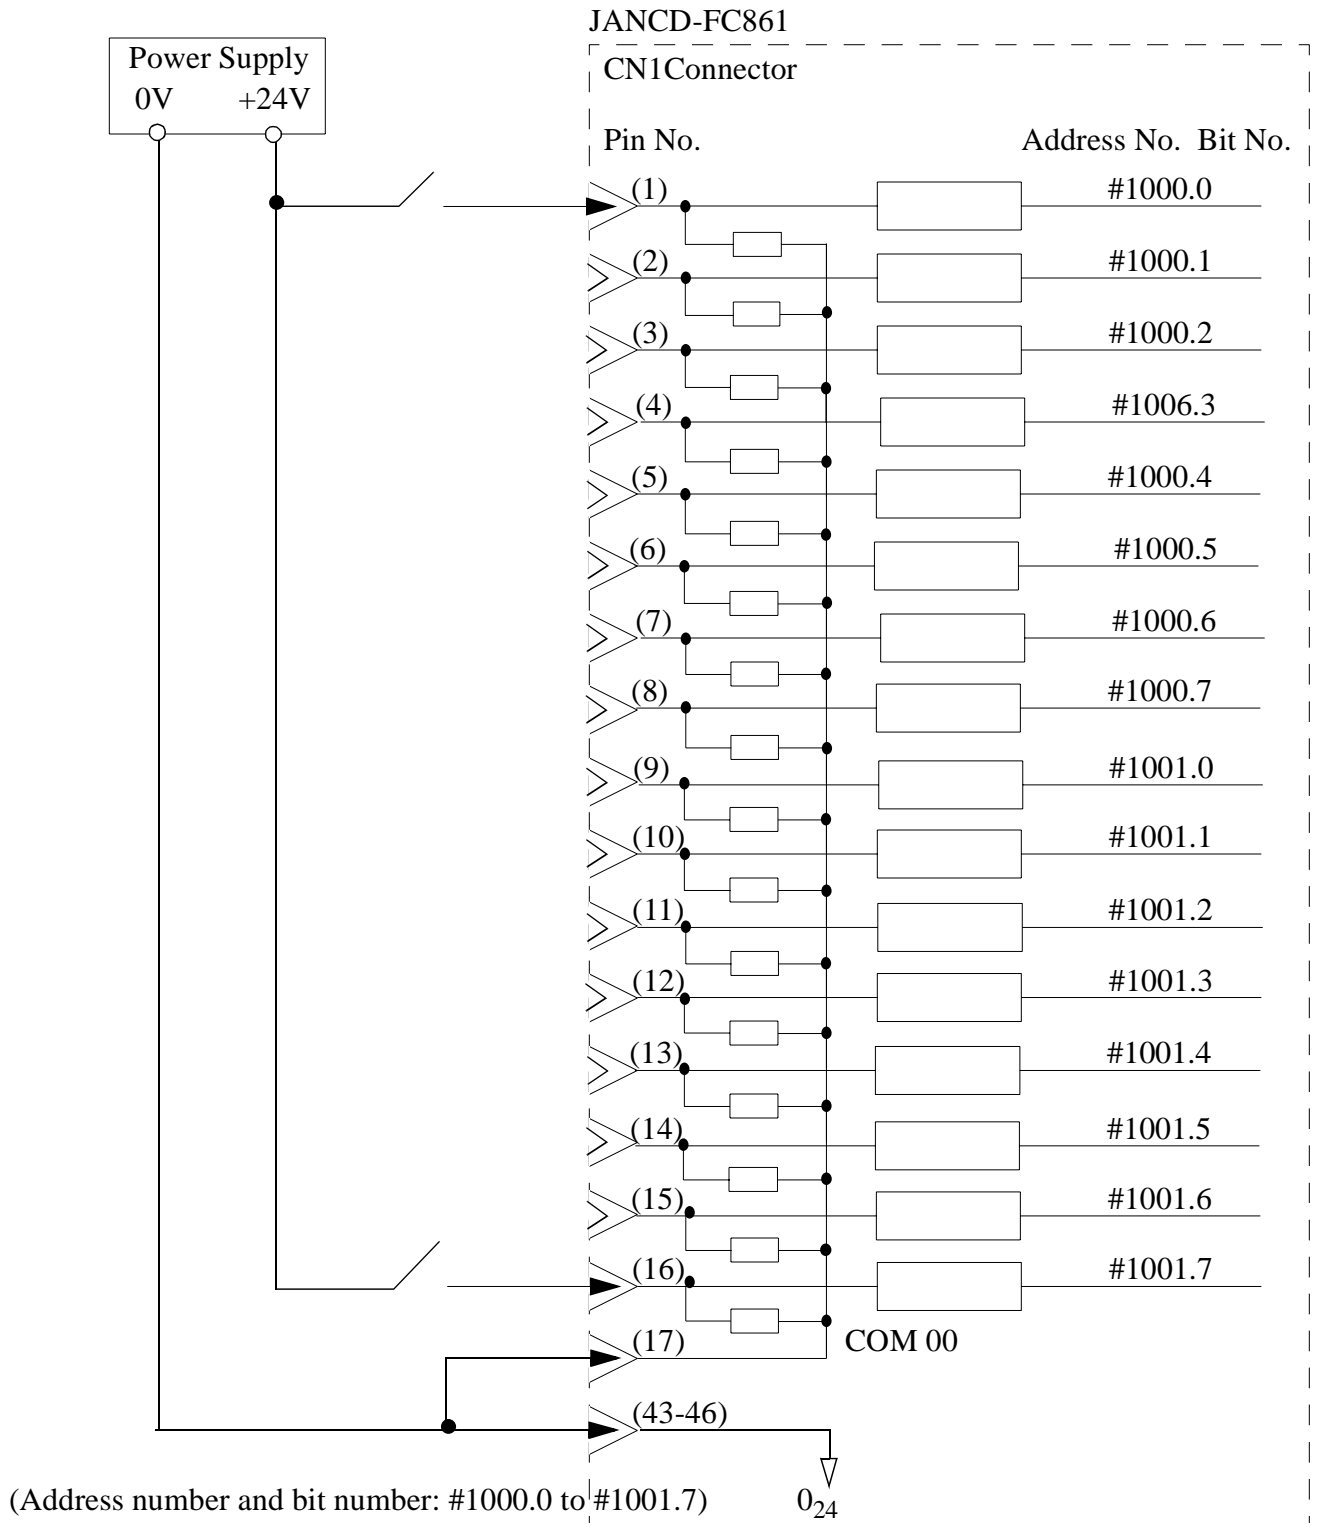 JANCD-FC861
Power Supply
0V +24V
CN1Connector
Pin No. Address No. Bit No.
(1) #1000.0
(2) #1000.1
(3) #1000.2
(4) #1006.3
(5) #1000.4
(6) #1000.5
(7) #1000.6
(8) #1000.7
(9) #1001.0
(10) #1001.1
(11) #1001.2
(12) #1001.3
(13) #1001.4
(14) #1001.5
(15) #1001.6
(16) #1001.7
(17) COM 00
(43-46)
(Address number and bit number: #1000.0 to #1001.7) 0₂₄